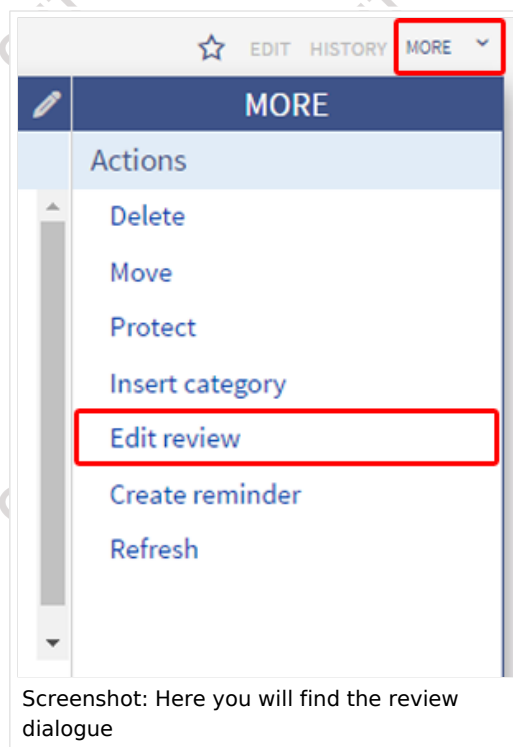 EDIT HISTORY MORE
MORE
Actions
Delete
Move
Protect
Insert category
Edit review
Create reminder
Refresh
Screenshot: Here you will find the review
dialogue